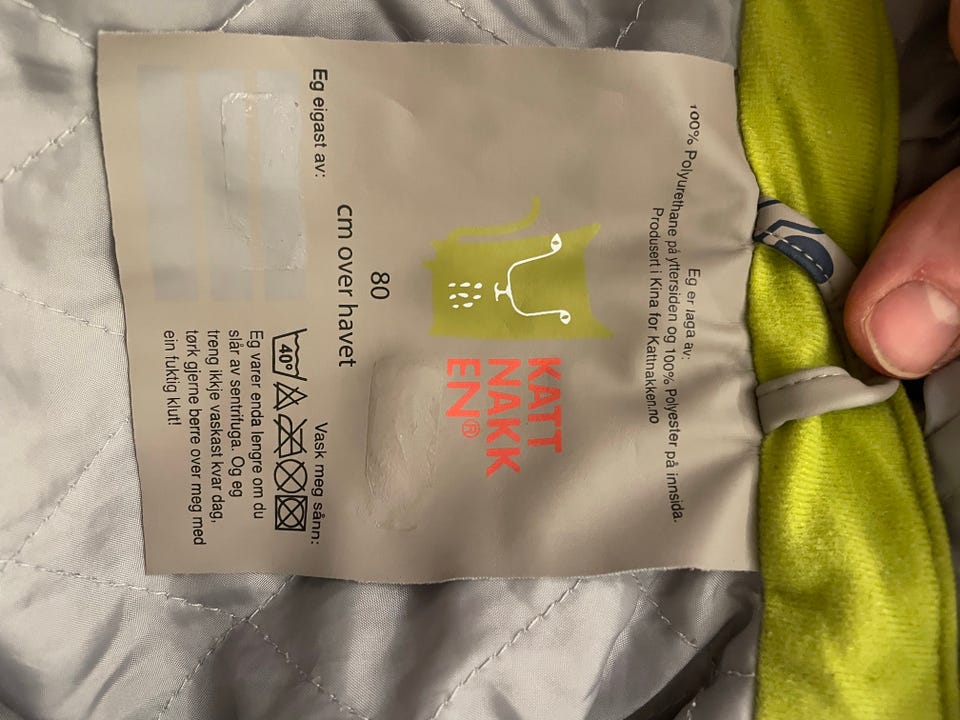 Eg er laga av:
100% Polyurethane på yttersiden og 100% Polyester på innsida.
Produsert i Kina for Kattnakken.no
KATT
NAKK
EN®
80
cm over havet
Eg eigast av:
Vask meg sånn:
40°
Eg varer enda lengre om du
slår av sentrifuga. Og eg
treng ikkje vaskast kvar dag,
tørk gjerne berre over meg med
ein fuktig klut!